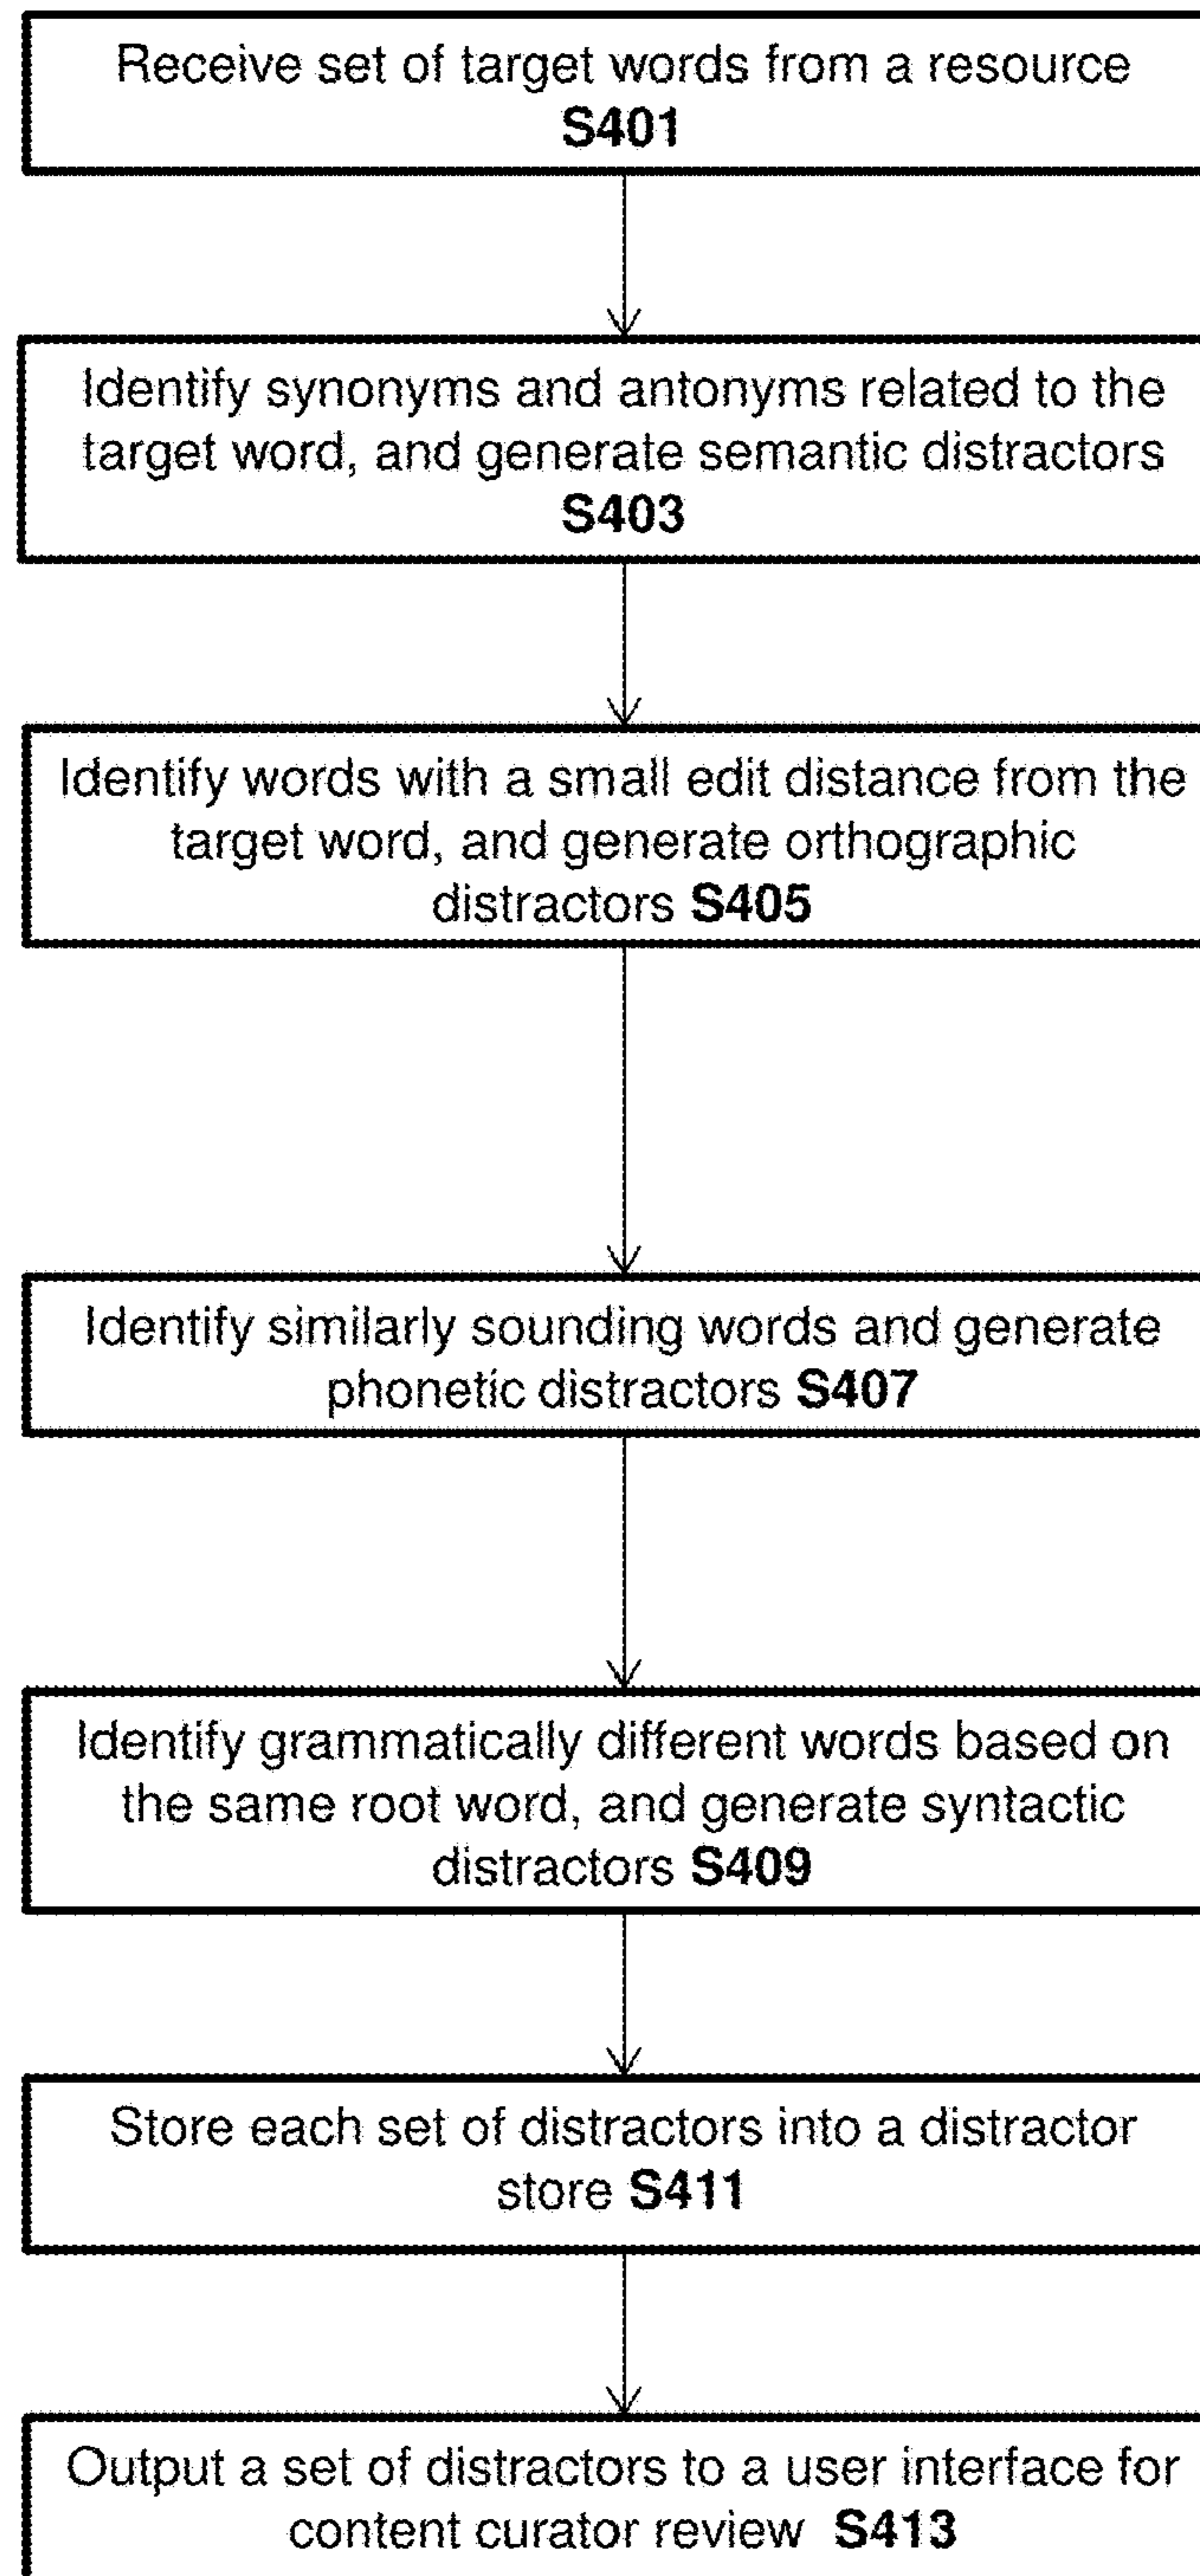 Receive set of target words from a resource
S401
Identify synonyms and antonyms related to the
target word, and generate semantic distractors
S403
Identify words with a small edit distance from the
target word, and generate orthographic
distractors S405
Identify similarly sounding words and generate
phonetic distractors S407
Identify grammatically different words based on
the same root word, and generate syntactic
distractors S409
Store each set of distractors into a distractor
store S411
Output a set of distractors to a user interface for
content curator review S413